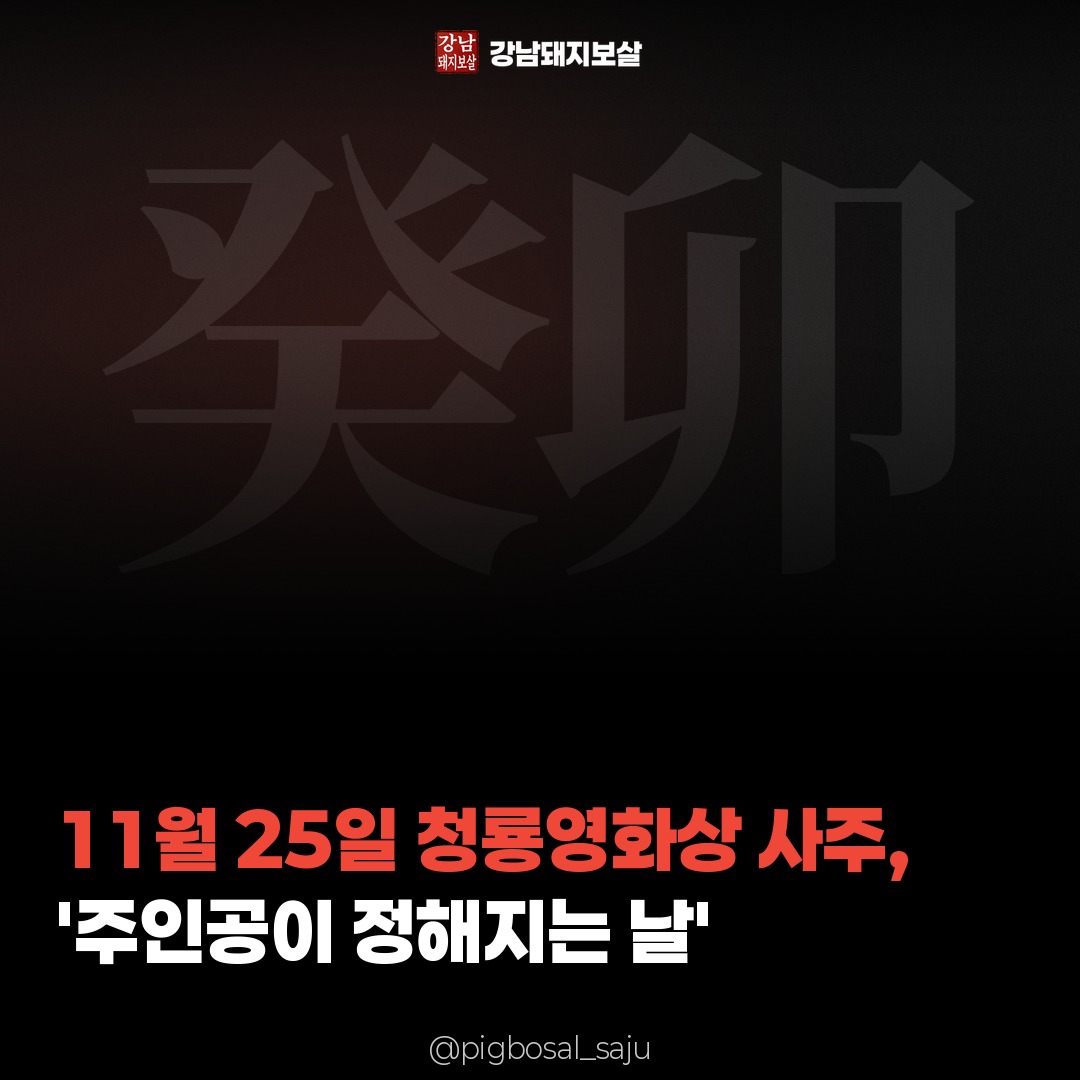 강남
돼지보살
강남돼지보살
癸卯
11월 25일 청룡영화상 사주,
'주인공이 정해지는 날'
@pigbosal_saju